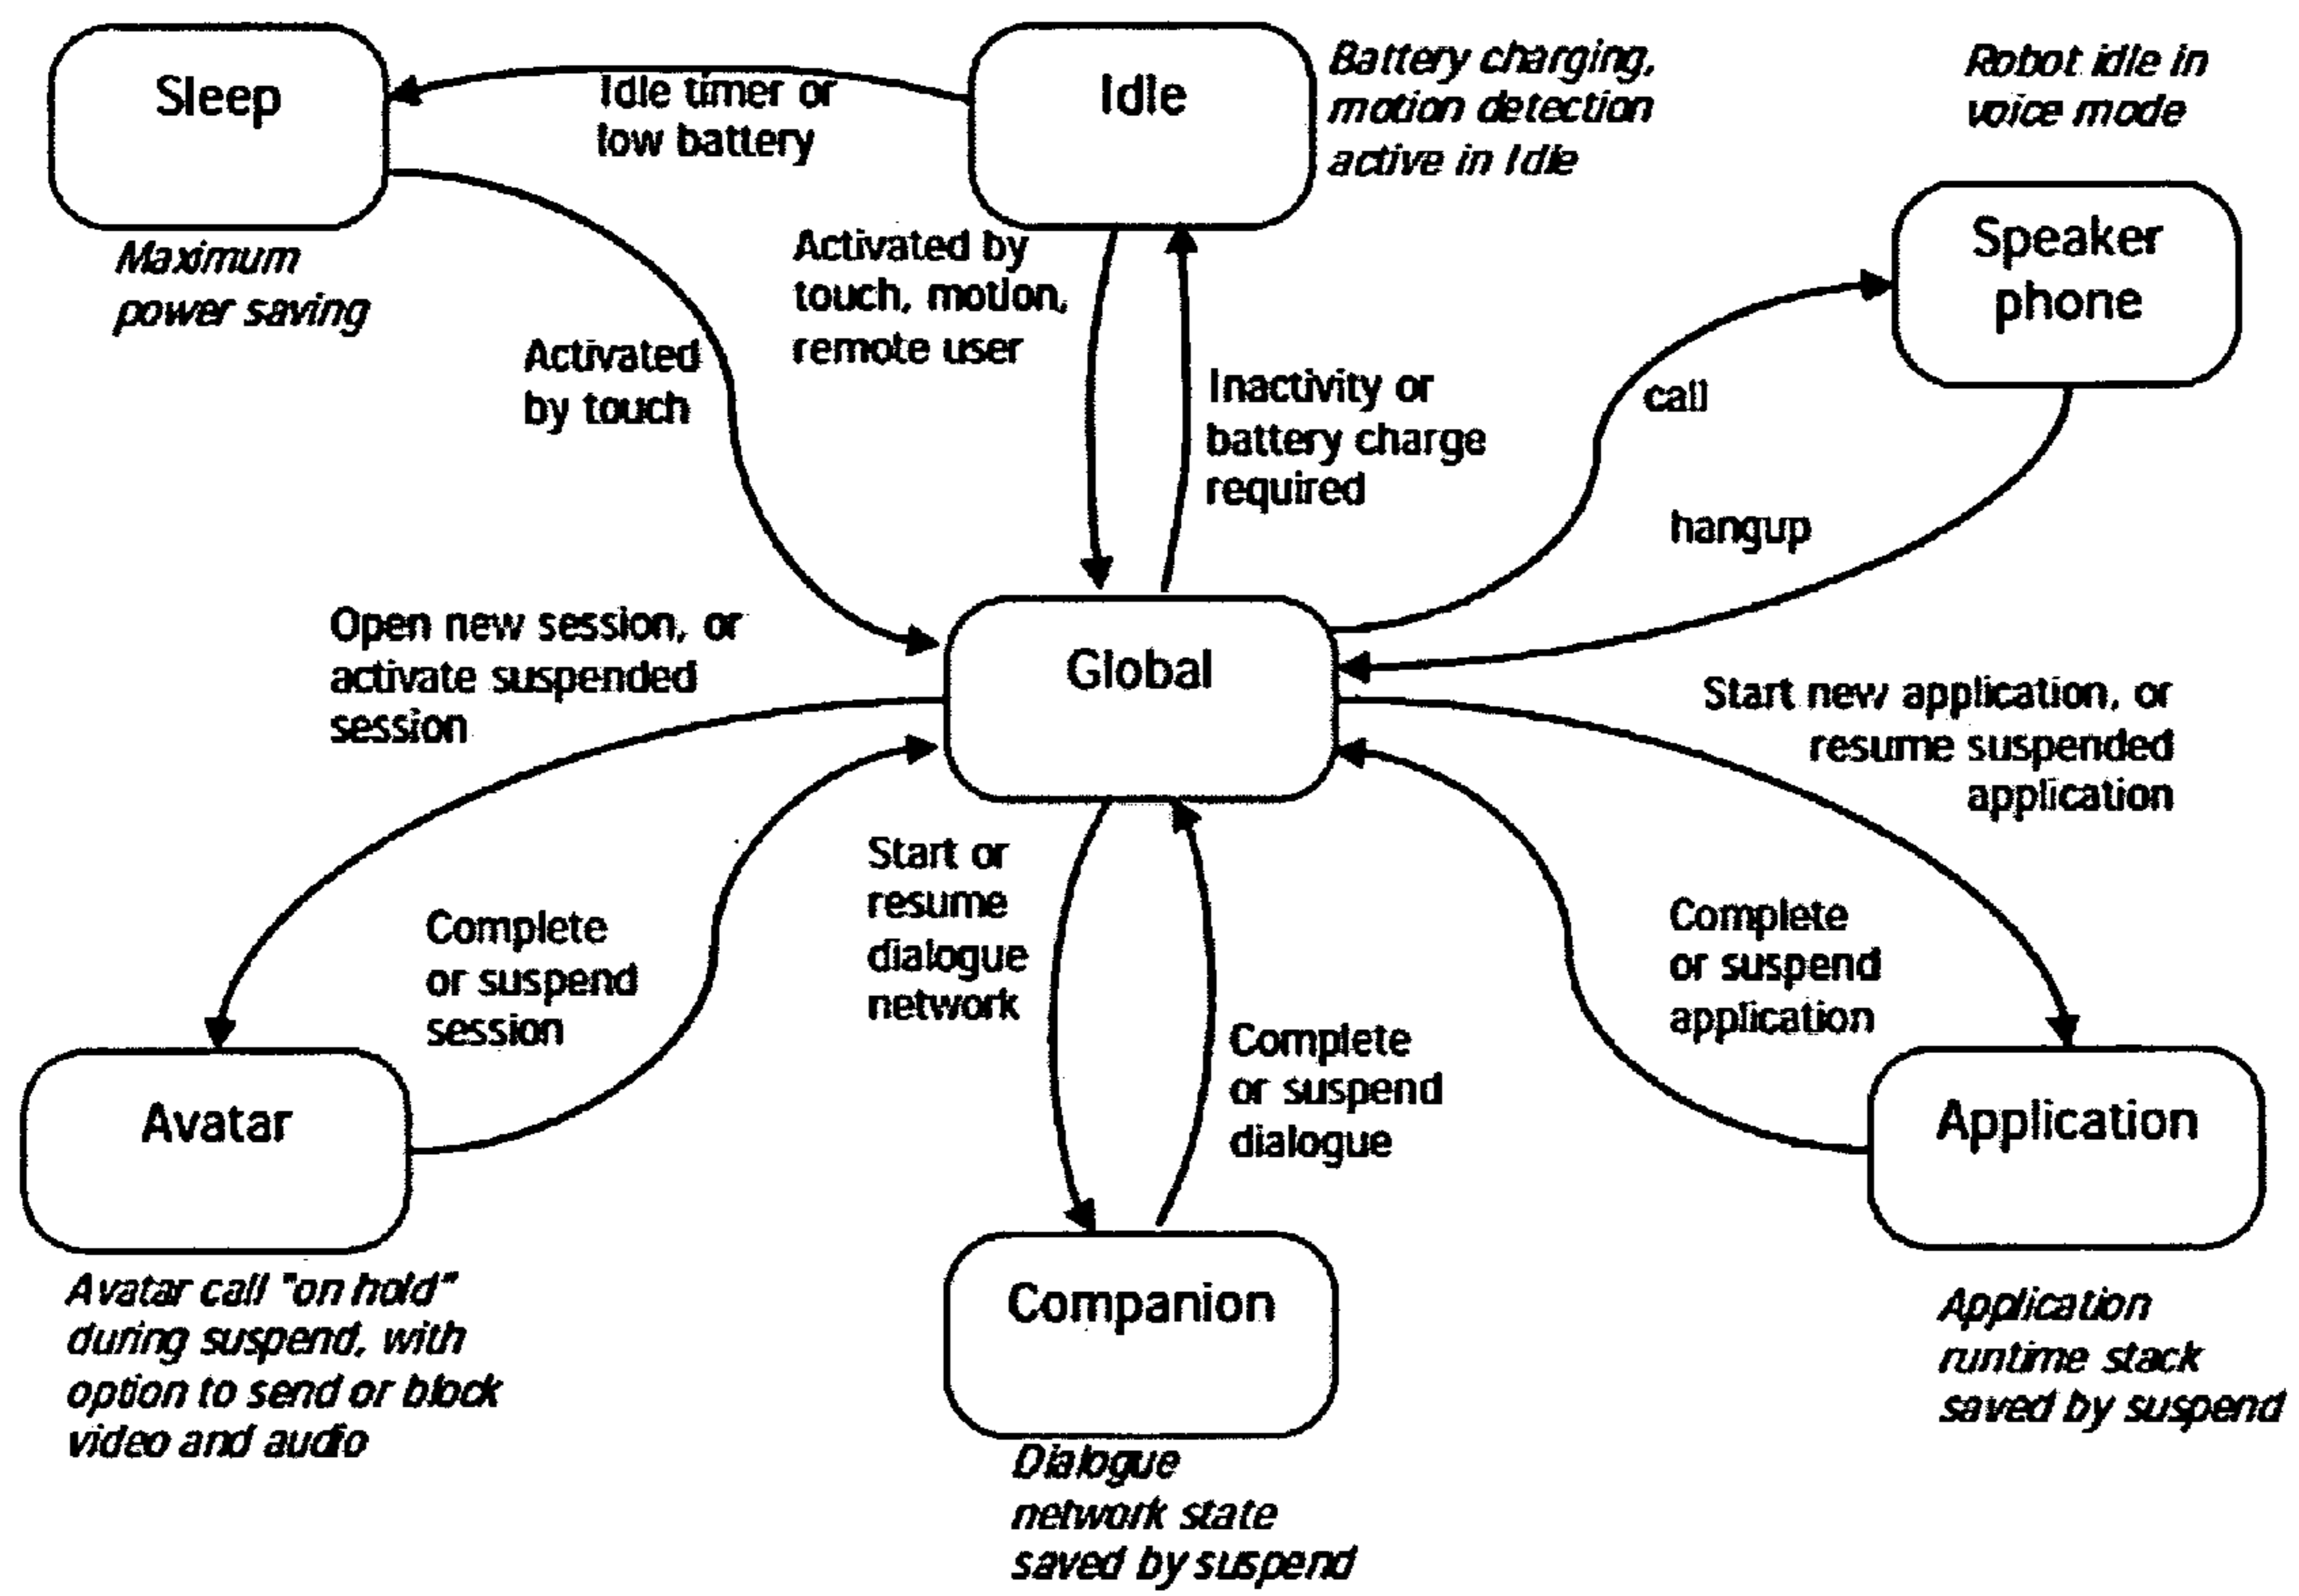 Sleep
Idle timer or
low battery
Idle
Battery charging,
motion detection
active in Idle
Robot idle in
voice mode
Maximum
power saving
Activated by
touch, motion,
remote user
Speaker
phone
Activated
by touch
Inactivity or
battery charge
required
call
hangup
Open new session, or
activate suspended
session
Global
Start new application, or
resume suspended
application
Complete
or suspend
session
Start or
resume
dialogue
network
Complete
or suspend
application
Complete
or suspend
dialogue
Avatar
Application
Companion
Avatar call "on hold"
during suspend, with
option to send or block
video and audio
Application
runtime stack
saved by suspend
Dialogue
network state
saved by suspend